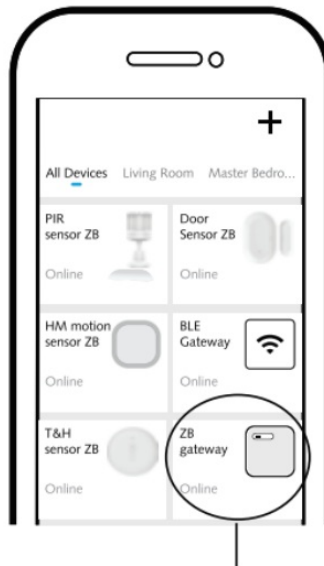 +
All Devices Living Room Master Bedro...
PIR
sensor ZB
Online
Door
Sensor ZB
Online
HM motion
sensor ZB
Online
BLE
Gateway
Online
T&H
sensor ZB
Online
ZB
gateway
Online